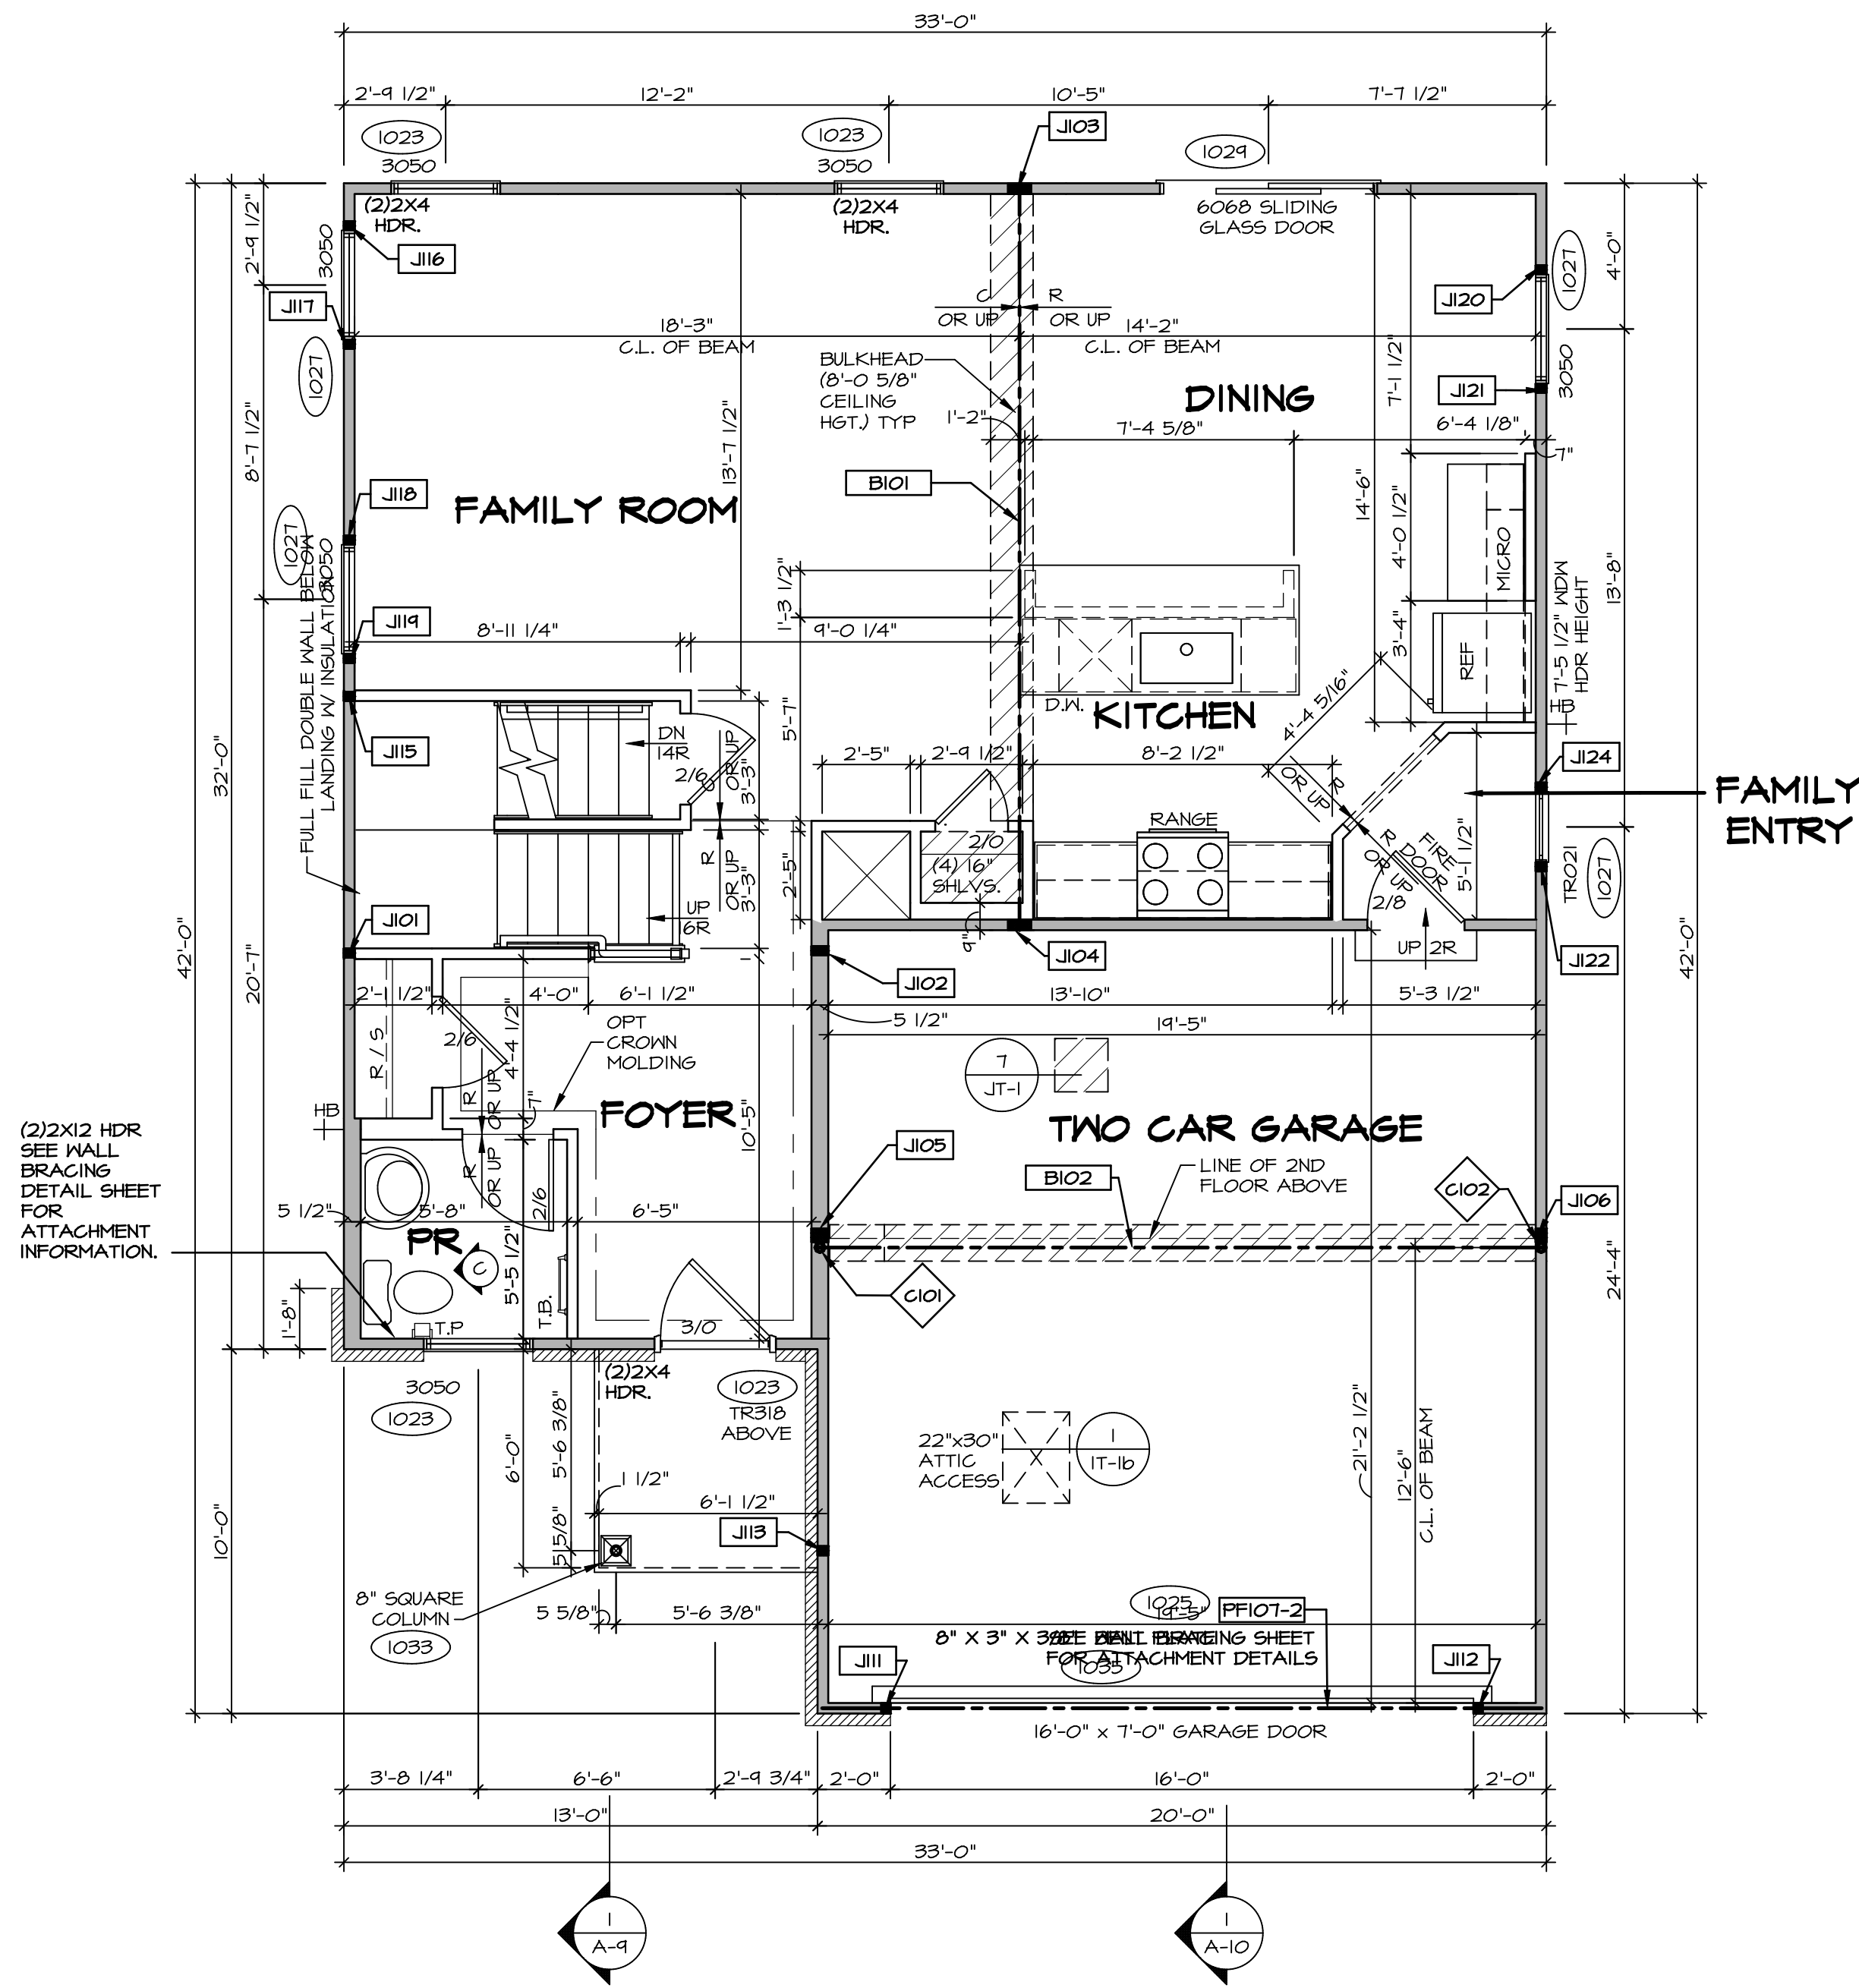 33'-0"
2'-9 1/2"
12'-2"
10'-5"
7'-7 1/2"
1023
3050
1023
3050
J103
1029
(2)2X4
HDR.
(2)2X4
HDR.
6068 SLIDING
GLASS DOOR
2'-9 1/2"
3050
J116
J117
1027
4'-0"
1027
J120
C
OR UP
R
OR UP
18'-3"
C.L. OF BEAM
14'-2"
C.L. OF BEAM
BULKHEAD
(8'-0 5/8"
CEILING
HGT.) TYP
1'-2"
DINING
7'-1 1/2"
J121
3050
7'-4 5/8"
6'-4 1/8"
7"
8'-7 1/2"
13'-7 1/2"
J118
FAMILY ROOM
B101
14'-6"
4'-0 1/2"
MICRO
1027
3050
FULL FILL DOUBLE WALL BELOW
LANDING W/ INSULATION
J119
8'-11 1/4"
9'-0 1/4"
1'-3 1/2"
3'-4"
REF
7'-5 1/2" WDW
HDR HEIGHT
13'-8"
HB
D.W.
KITCHEN
4'-4 5/16"
32'-0"
J115
DN
14R
2/6
OR UP
3'-3"
5'-7"
2'-5"
2'-9 1/2"
8'-2 1/2"
R
OR UP
J124
FAMILY
ENTRY
RANGE
R
OR UP
3'-3"
2'-5"
2/0
(4) 16"
SHLVS.
R
OR UP
FIRE
DOOR
5'-1 1/2"
TR021
1027
2/8
UP
6R
J101
9"
J104
UP 2R
J122
42'-0"
20'-7"
42'-0"
J102
2'-1 1/2"
4'-0"
6'-1 1/2"
13'-10"
5'-3 1/2"
5 1/2"
19'-5"
R / S
2/6
4'-4 1/2"
OPT
CROWN
MOLDING
7
JT-1
R
OR UP
7"
FOYER
10'-5"
TWO CAR GARAGE
HB
(2)2X12 HDR
SEE WALL
BRACING
DETAIL SHEET
FOR
ATTACHMENT
INFORMATION.
R
OR UP
J105
B102
LINE OF 2ND
FLOOR ABOVE
C102
J106
5 1/2"
5'-8"
2/6
6'-5"
PR
C
5'-5 1/2"
T.B.
C101
24'-4"
1'-8"
T.P
3/0
3050
1023
(2)2X4
HDR.
1023
TR318
ABOVE
5'-6 3/8"
6'-0"
22"x30"
ATTIC
ACCESS
1
1T-1b
21'-2 1/2"
12'-6"
C.L. OF BEAM
1 1/2"
6'-1 1/2"
J113
5 5/8"
10'-0"
8" SQUARE
COLUMN
1033
5 5/8"
5'-6 3/8"
1025
19'-5"
PF107-2
8" X 3" X 3/8"
SEE WALL BRACING SHEET
FOR ATTACHMENT DETAILS
1035
J111
J112
16'-0" x 7'-0" GARAGE DOOR
3'-8 1/4"
6'-6"
2'-9 3/4"
2'-0"
16'-0"
2'-0"
13'-0"
20'-0"
33'-0"
1
A-9
1
A-10